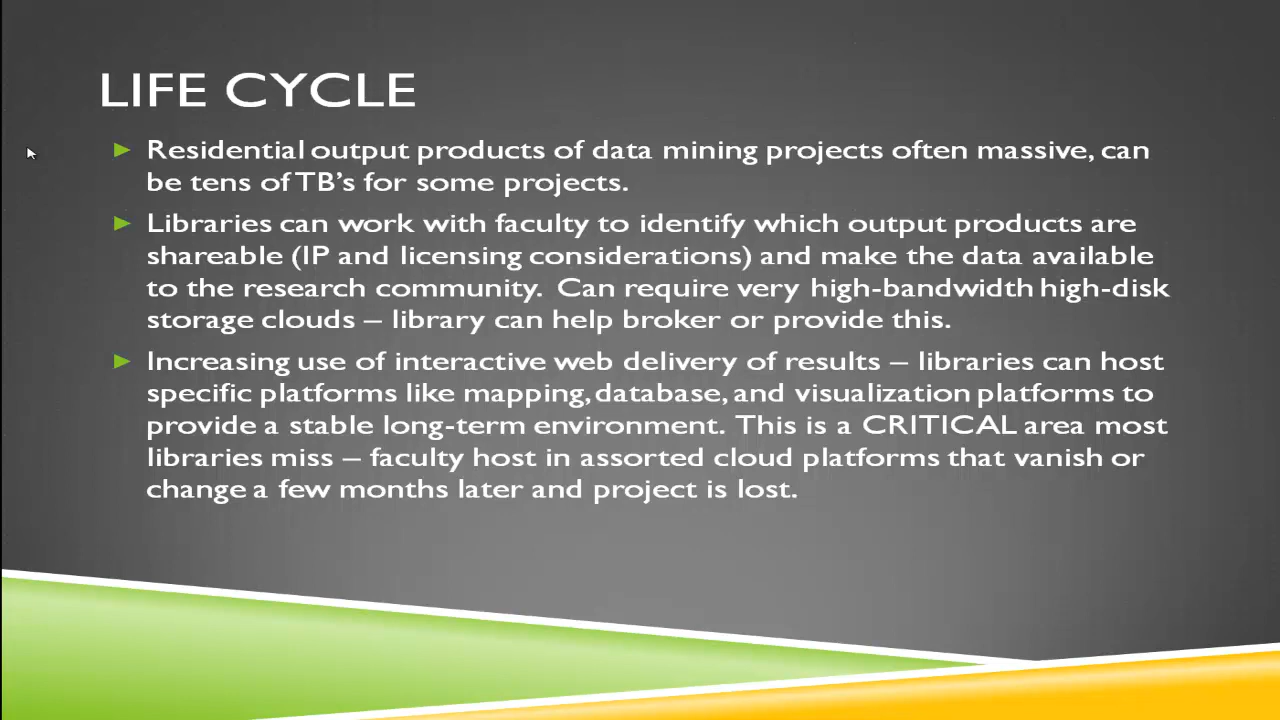 LIFE CYCLE
Residential output products of data mining projects often massive, can
be tens of TB's for some projects.
Libraries can work with faculty to identify which output products are
shareable (IP and licensing considerations) and make the data available
to the research community.  Can require very high-bandwidth high-disk
storage clouds – library can help broker or provide this.
Increasing use of interactive web delivery of results – libraries can host
specific platforms like mapping, database, and visualization platforms to
provide a stable long-term environment.  This is a CRITICAL area most
libraries miss – faculty host in assorted cloud platforms that vanish or
change a few months later and project is lost.